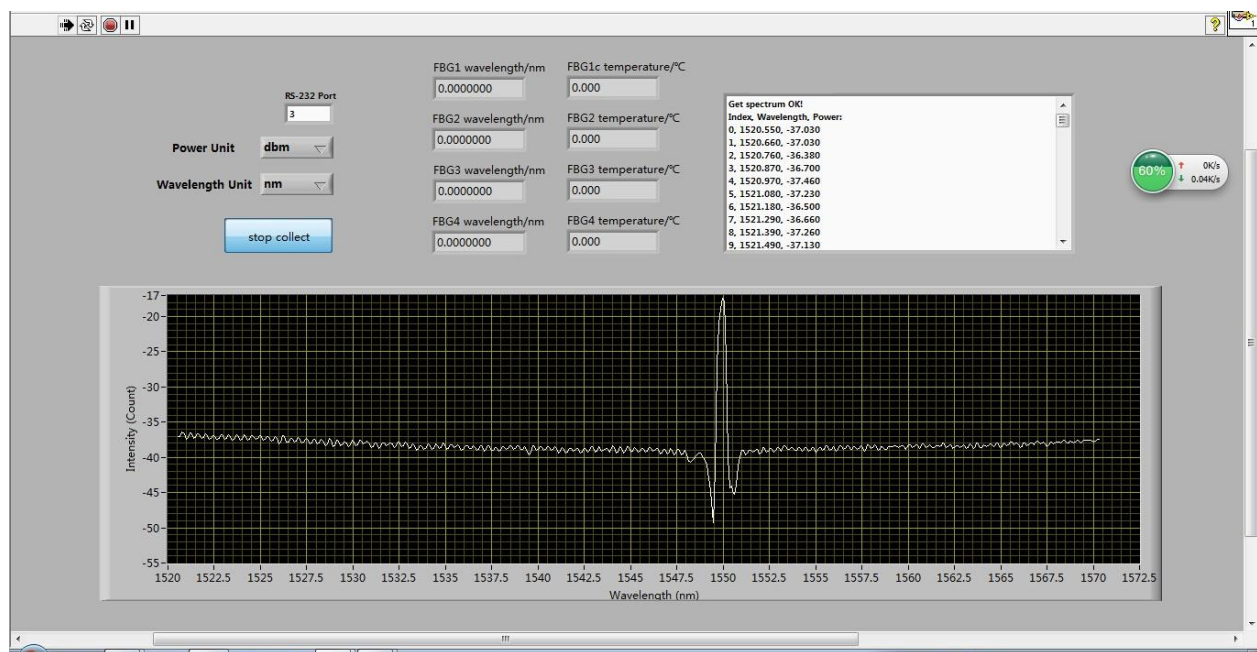 RS-232 Port
3
Power Unit dbm
Wavelength Unit nm
stop collect
FBG1 wavelength/nm FBG1c temperature/℃
0.0000000 0.000
FBG2 wavelength/nm FBG2 temperature/℃
0.0000000 0.000
FBG3 wavelength/nm FBG3 temperature/℃
0.0000000 0.000
FBG4 wavelength/nm FBG4 temperature/℃
0.0000000 0.000
Get spectrum OK!
Index, Wavelength, Power:
0, 1520.550, -37.030
1, 1520.660, -37.030
2, 1520.760, -36.380
3, 1520.870, -36.700
4, 1520.970, -37.460
5, 1521.080, -37.230
6, 1521.180, -36.500
7, 1521.290, -36.660
8, 1521.390, -37.260
9, 1521.490, -37.130
?
1
60%
0K/s
0.04K/s
-17
-20
-25
-30
-35
-40
-45
-50
-55
Intensity (Count)
1520 1522.5 1525 1527.5 1530 1532.5 1535 1537.5 1540 1542.5 1545 1547.5 1550 1552.5 1555 1557.5 1560 1562.5 1565 1567.5 1570 1572.5
Wavelength (nm)